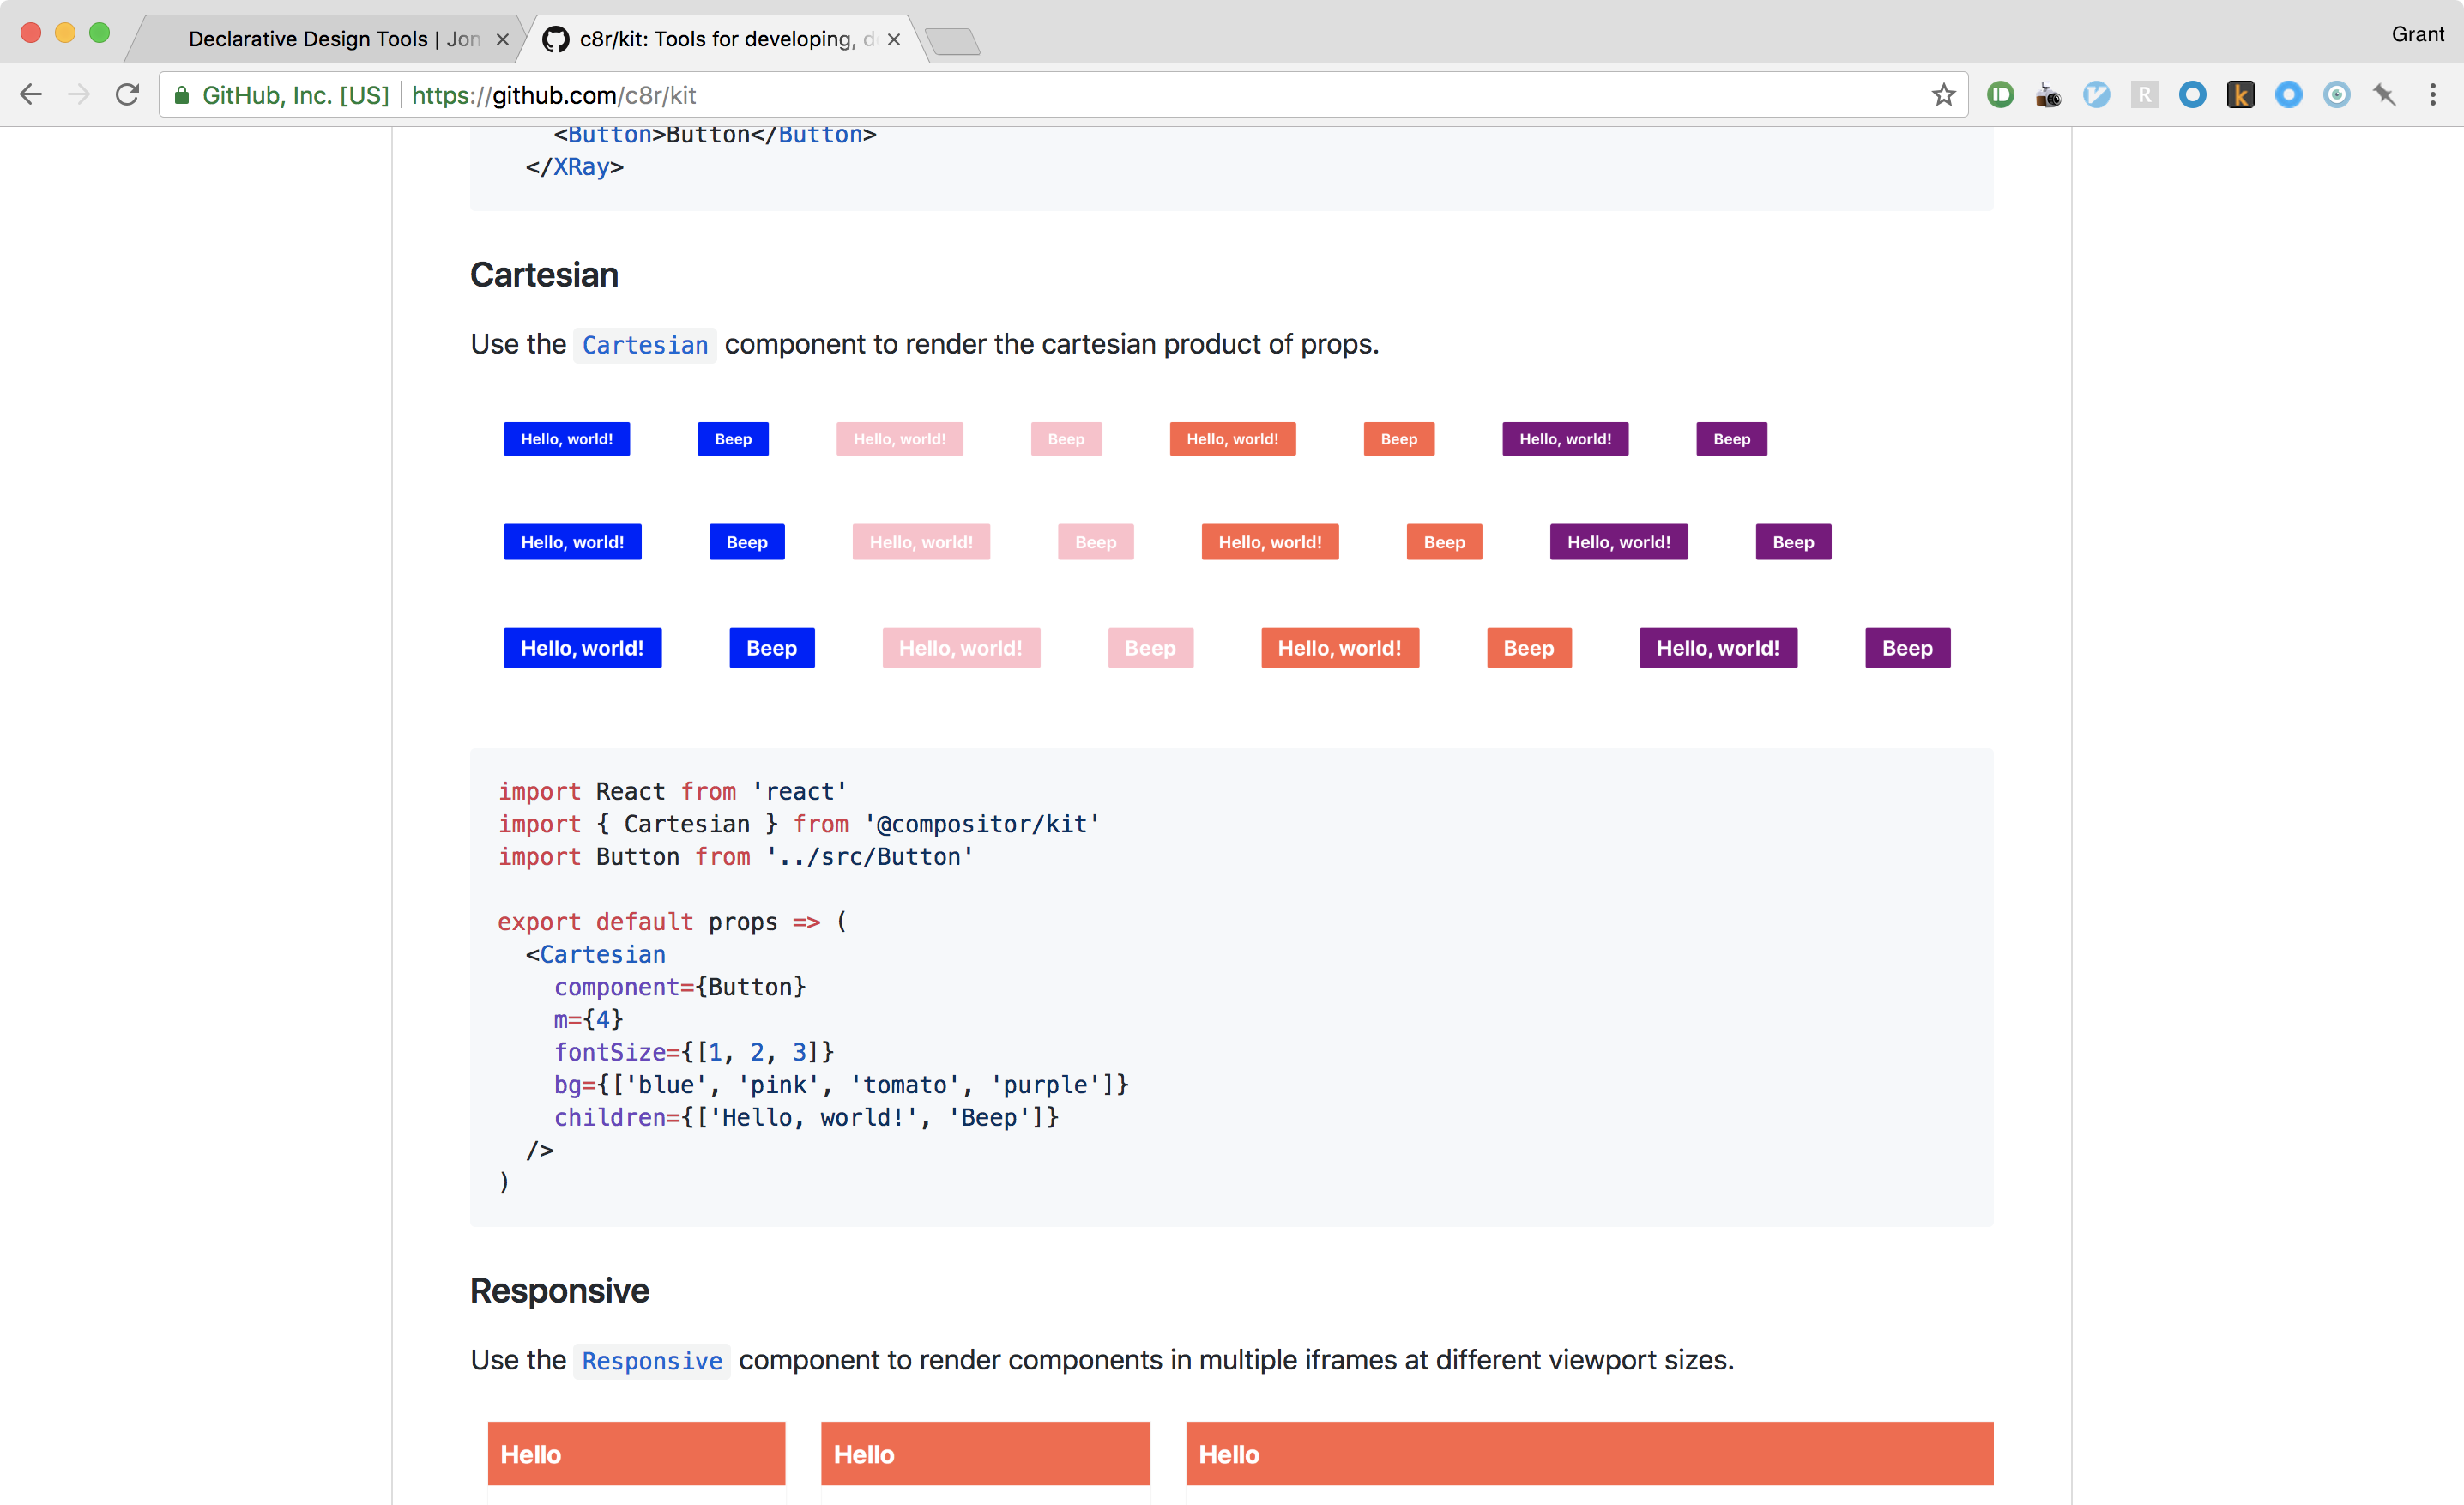 Declarative Design Tools | Jon
c8r/kit: Tools for developing, d
Grant
GitHub, Inc. [US] https://github.com/c8r/kit
<Button>Button</Button>
</XRay>
Cartesian
Use the Cartesian component to render the cartesian product of props.
Hello, world! Beep Hello, world! Beep Hello, world! Beep Hello, world! Beep
Hello, world! Beep Hello, world! Beep Hello, world! Beep Hello, world! Beep
Hello, world! Beep Hello, world! Beep Hello, world! Beep Hello, world! Beep
import React from 'react'
import { Cartesian } from '@compositor/kit'
import Button from '../src/Button'
export default props => (
<Cartesian
component={Button}
m={4}
fontSize={[1, 2, 3]}
bg={['blue', 'pink', 'tomato', 'purple']}
children={['Hello, world!', 'Beep']}
/>
)
Responsive
Use the Responsive component to render components in multiple iframes at different viewport sizes.
Hello Hello Hello